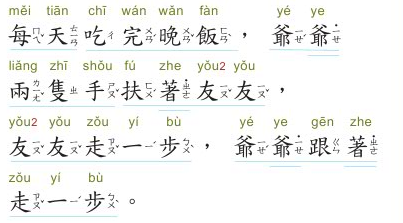 měi tiān chī wán wǎn fàn yé ye
每天吃完晚飯，爺爺
liǎng zhī shǒu fú zhe yǒu2 yǒu
兩隻手扶著友友，
yǒu2 yǒu zǒu yí bù yé ye gēn zhe
友友走一步，爺爺跟著
zǒu yí bù
走一步。